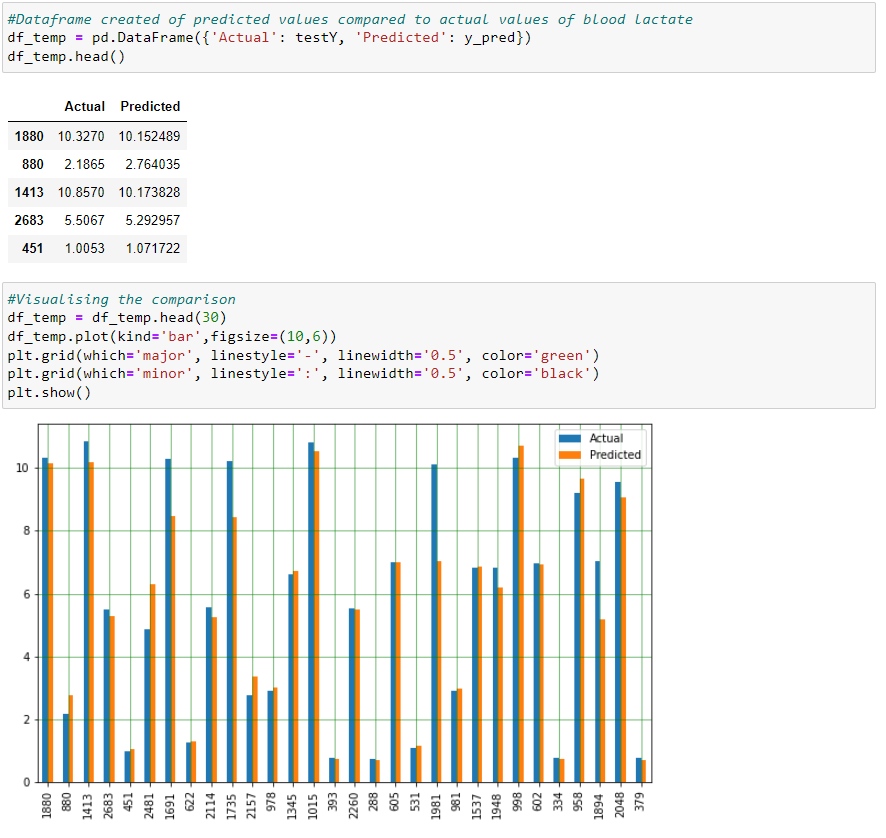 #Dataframe created of predicted values compared to actual values of blood lactate
df_temp = pd.DataFrame({'Actual': testY, 'Predicted': y_pred})
df_temp.head()
Actual Predicted
1880 10.3270 10.152489
880 2.1865 2.764035
1413 10.8570 10.173828
2683 5.5067 5.292957
451 1.0053 1.071722
#Visualising the comparison
df_temp = df_temp.head(30)
df_temp.plot(kind='bar',figsize=(10,6))
plt.grid(which='major', linestyle='-', linewidth='0.5', color='green')
plt.grid(which='minor', linestyle=':', linewidth='0.5', color='black')
plt.show()
Actual
Predicted
10
8
6
4
2
0
1880 880 1413 2683 451 2481 1691 622 2114 1735 2157 978 1345 1015 393 2260 288 605 531 1981 981 1537 1948 998 602 334 958 1894 2048 379